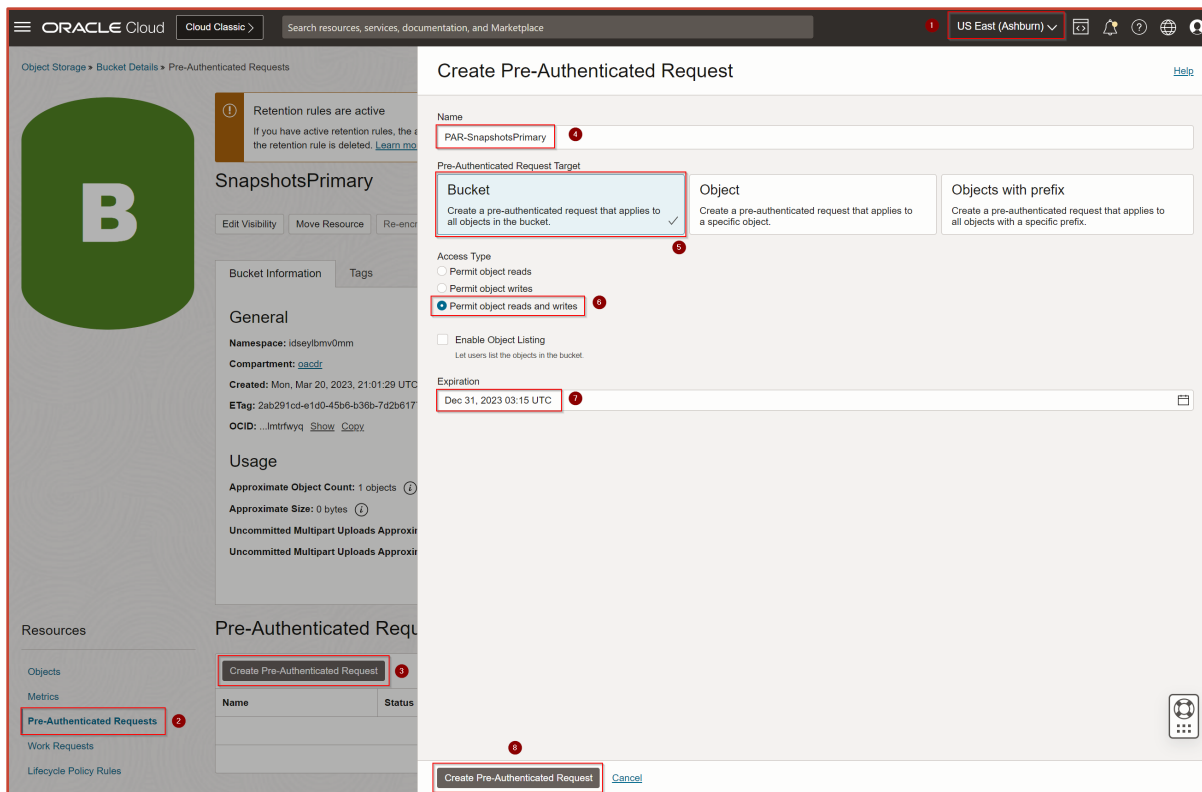 ORACLE Cloud
Cloud Classic >
Search resources, services, documentation, and Marketplace
1
US East (Ashburn)
Object Storage » Bucket Details » Pre-Authenticated Requests
B
Retention rules are active
If you have active retention rules, the a
the retention rule is deleted. Learn mo
SnapshotsPrimary
Edit Visibility
Move Resource
Re-encr
Bucket Information
Tags
General
Namespace: idseylbmv0mm
Compartment: oacdr
Created: Mon, Mar 20, 2023, 21:01:29 UTC
ETag: 2ab291cd-e1d0-45b6-b36b-7d2b617
OCID: ...lmtrfwyq Show Copy
Usage
Approximate Object Count: 1 objects
Approximate Size: 0 bytes
Uncommitted Multipart Uploads Approxi
Uncommitted Multipart Uploads Approxi
Resources
Objects
Metrics
Pre-Authenticated Requests
2
Work Requests
Lifecycle Policy Rules
Pre-Authenticated Requ
Create Pre-Authenticated Request
3
Name
Status
Create Pre-Authenticated Request
Help
Name
PAR-SnapshotsPrimary
4
Pre-Authenticated Request Target
Bucket
Create a pre-authenticated request that applies to
all objects in the bucket.
5
Object
Create a pre-authenticated request that applies to
a specific object.
Objects with prefix
Create a pre-authenticated request that applies to
all objects with a specific prefix.
Access Type
Permit object reads
Permit object writes
Permit object reads and writes
6
Enable Object Listing
Let users list the objects in the bucket.
Expiration
Dec 31, 2023 03:15 UTC
7
8
Create Pre-Authenticated Request
Cancel